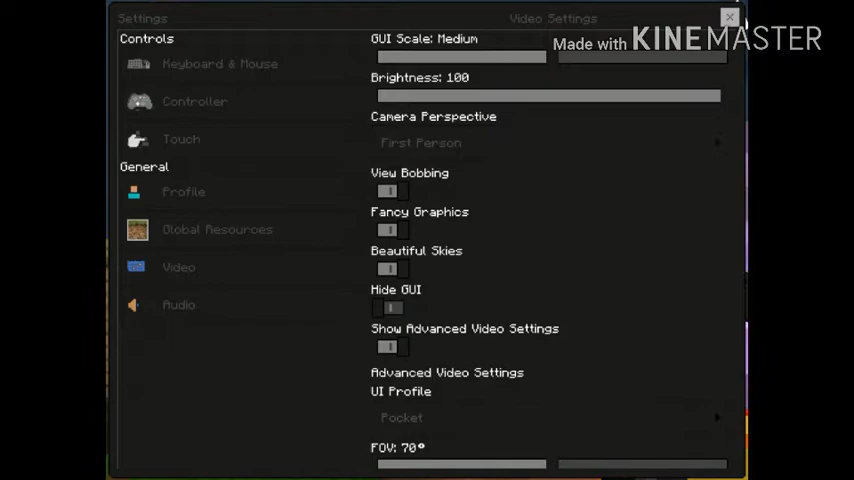 Settings
Video Settings
Made with KINEMASTER
Controls
Keyboard & Mouse
Controller
Touch
General
Profile
Global Resources
Video
Audio
GUI Scale: Medium
Brightness: 100
Camera Perspective
First Person
View Bobbing
Fancy Graphics
Beautiful Skies
Hide GUI
Show Advanced Video Settings
Advanced Video Settings
UI Profile
Pocket
FOV: 70°